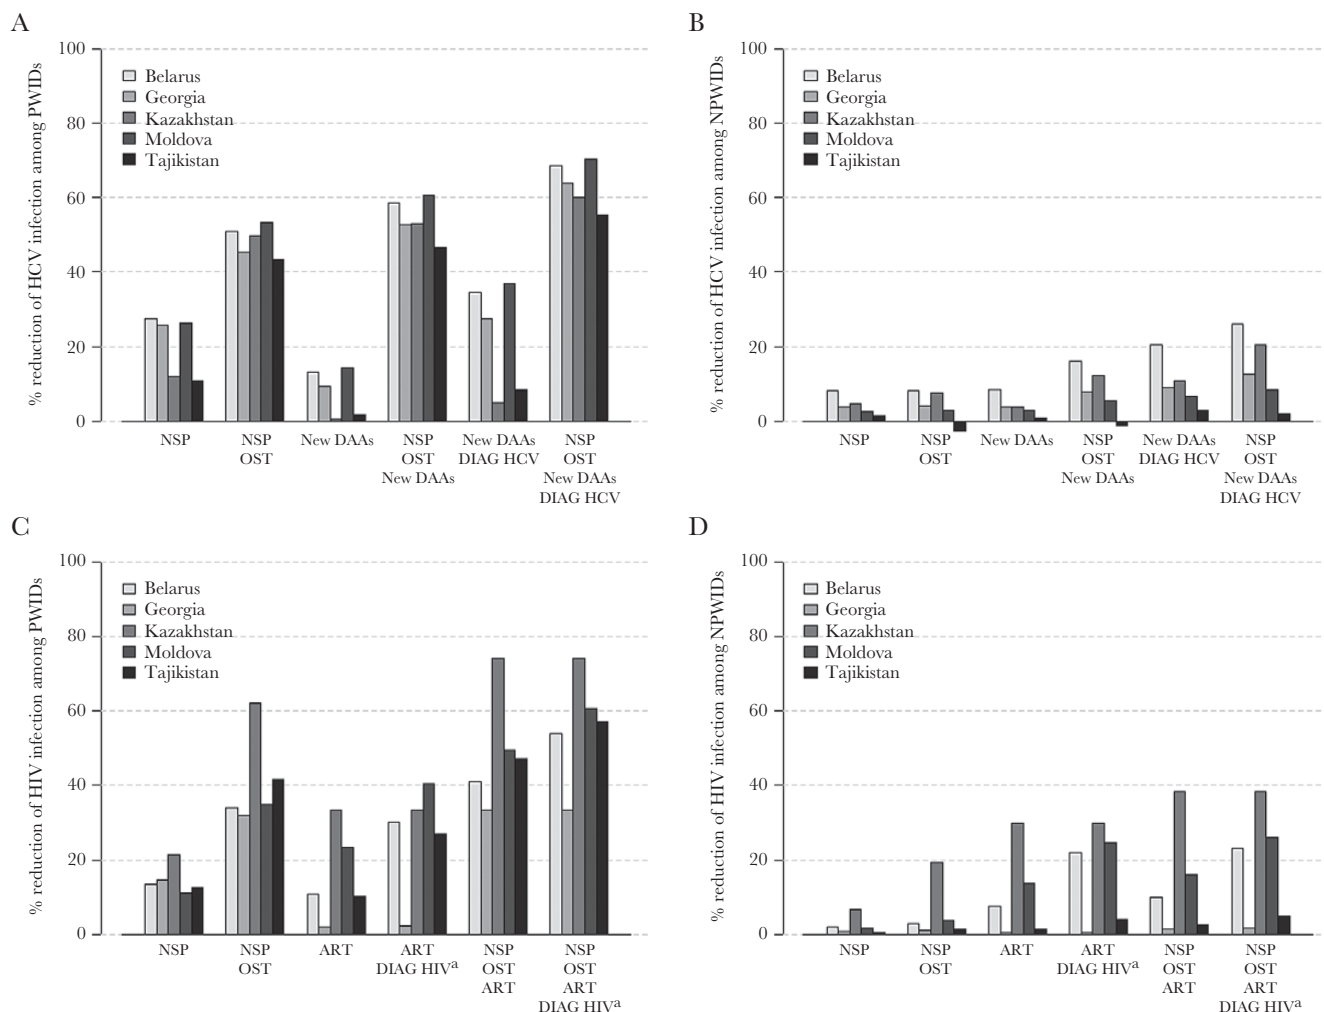 A
% reduction of HCV infection among PWIDs
100
80
60
40
20
0
Belarus
Georgia
Kazakhstan
Moldova
Tajikistan
NSP
NSP
OST
New DAAs
NSP
OST
New DAAs
New DAAs
DIAG HCV
NSP
OST
New DAAs
DIAG HCV
B
% reduction of HCV infection among NPWIDs
100
80
60
40
20
0
Belarus
Georgia
Kazakhstan
Moldova
Tajikistan
NSP
NSP
OST
New DAAs
NSP
OST
New DAAs
New DAAs
DIAG HCV
NSP
OST
New DAAs
DIAG HCV
C
% reduction of HIV infection among PWIDs
100
80
60
40
20
0
Belarus
Georgia
Kazakhstan
Moldova
Tajikistan
NSP
NSP
OST
ART
ART
DIAG HIVa
NSP
OST
ART
NSP
OST
ART
DIAG HIVa
D
% reduction of HIV infection among NPWIDs
100
80
60
40
20
0
Belarus
Georgia
Kazakhstan
Moldova
Tajikistan
NSP
NSP
OST
ART
ART
DIAG HIVa
NSP
OST
ART
NSP
OST
ART
DIAG HIVa